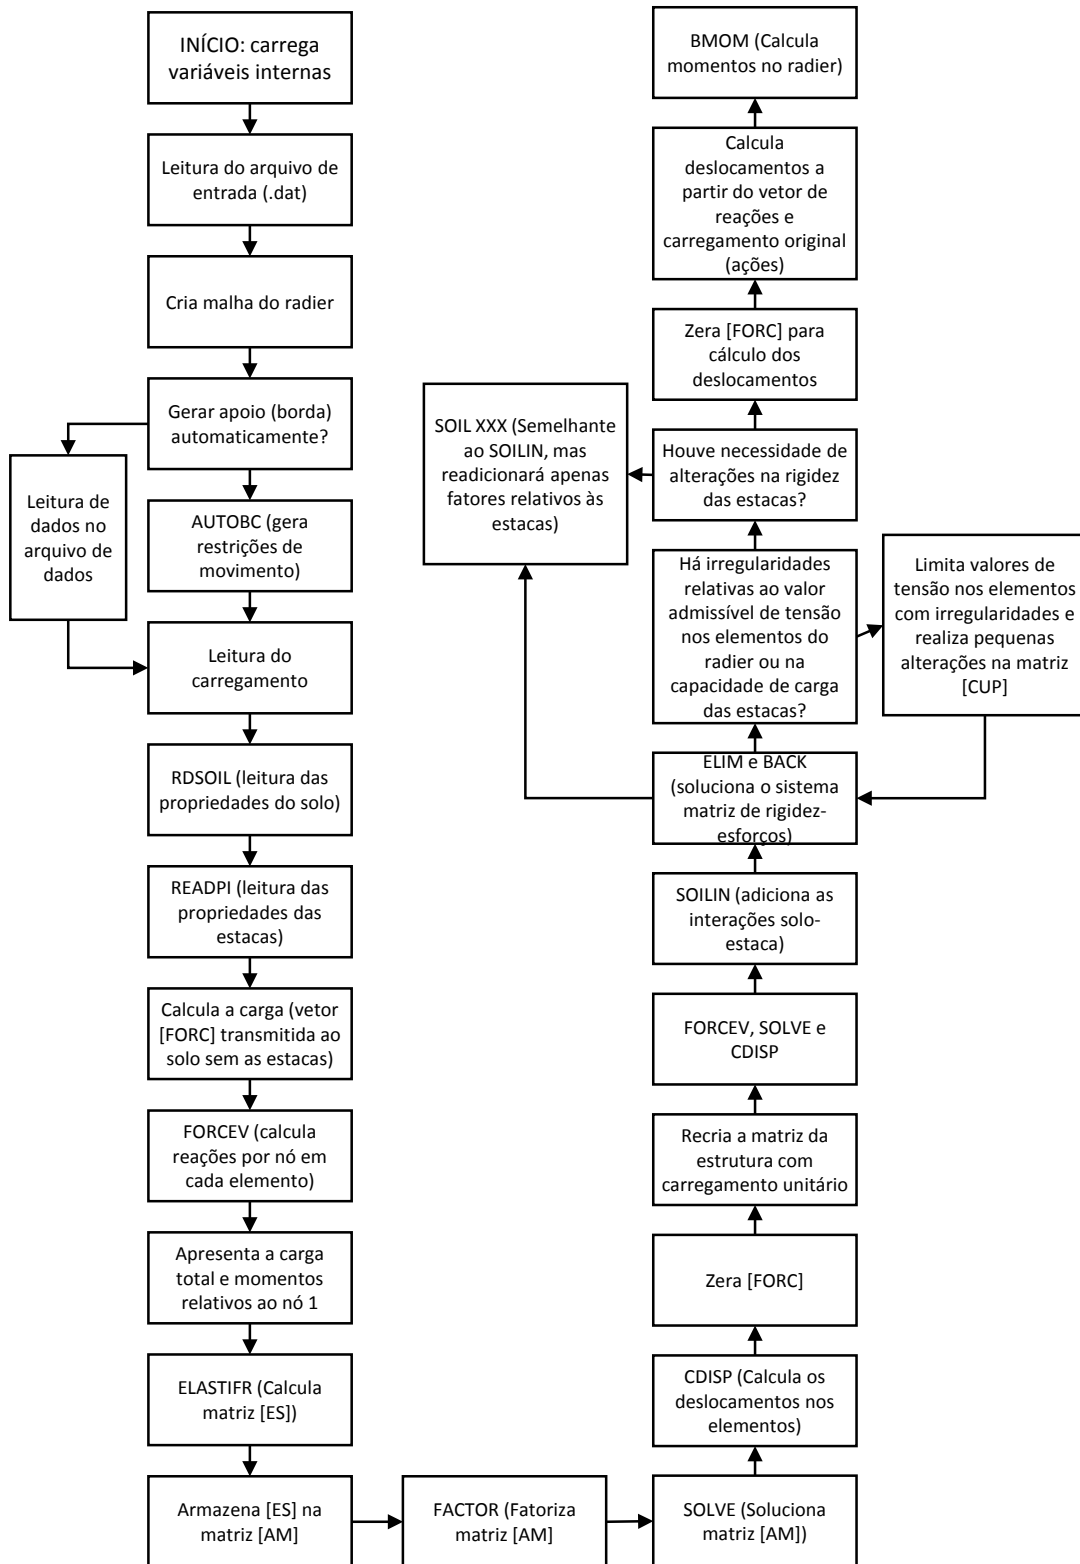 INÍCIO: carrega
variáveis internas
Leitura do arquivo de
entrada (.dat)
Cria malha do radier
Gerar apoio (borda)
automaticamente?
Leitura de
dados no
arquivo de
dados
AUTOBC (gera
restrições de
movimento)
Leitura do
carregamento
RDSOIL (leitura das
propriedades do solo)
READPI (leitura das
propriedades das
estacas)
Calcula a carga (vetor
[FORC] transmitida ao
solo sem as estacas)
FORCEV (calcula
reações por nó em
cada elemento)
Apresenta a carga
total e momentos
relativos ao nó 1
ELASTIFR (Calcula
matriz [ES])
Armazena [ES] na
matriz [AM]
FACTOR (Fatoriza
matriz [AM]
SOLVE (Soluciona
matriz [AM])
CDISP (Calcula os
deslocamentos nos
elementos)
Zera [FORC]
Recria a matriz da
estrutura com
carregamento unitário
FORCEV, SOLVE e
CDISP
SOILIN (adiciona as
interações solo-
estaca)
ELIM e BACK
(soluciona o sistema
matriz de rigidez-
esforços)
Há irregularidades
relativas ao valor
admissível de tensão
nos elementos do
radier ou na
capacidade de carga
das estacas?
Limita valores de
tensão nos elementos
com irregularidades e
realiza pequenas
alterações na matriz
[CUP]
Houve necessidade de
alterações na rigidez
das estacas?
SOIL XXX (Semelhante
ao SOILIN, mas
readicionará apenas
fatores relativos às
estacas)
Zera [FORC] para
cálculo dos
deslocamentos
Calcula
deslocamentos a
partir do vetor de
reações e
carregamento original
(ações)
BMOM (Calcula
momentos no radier)